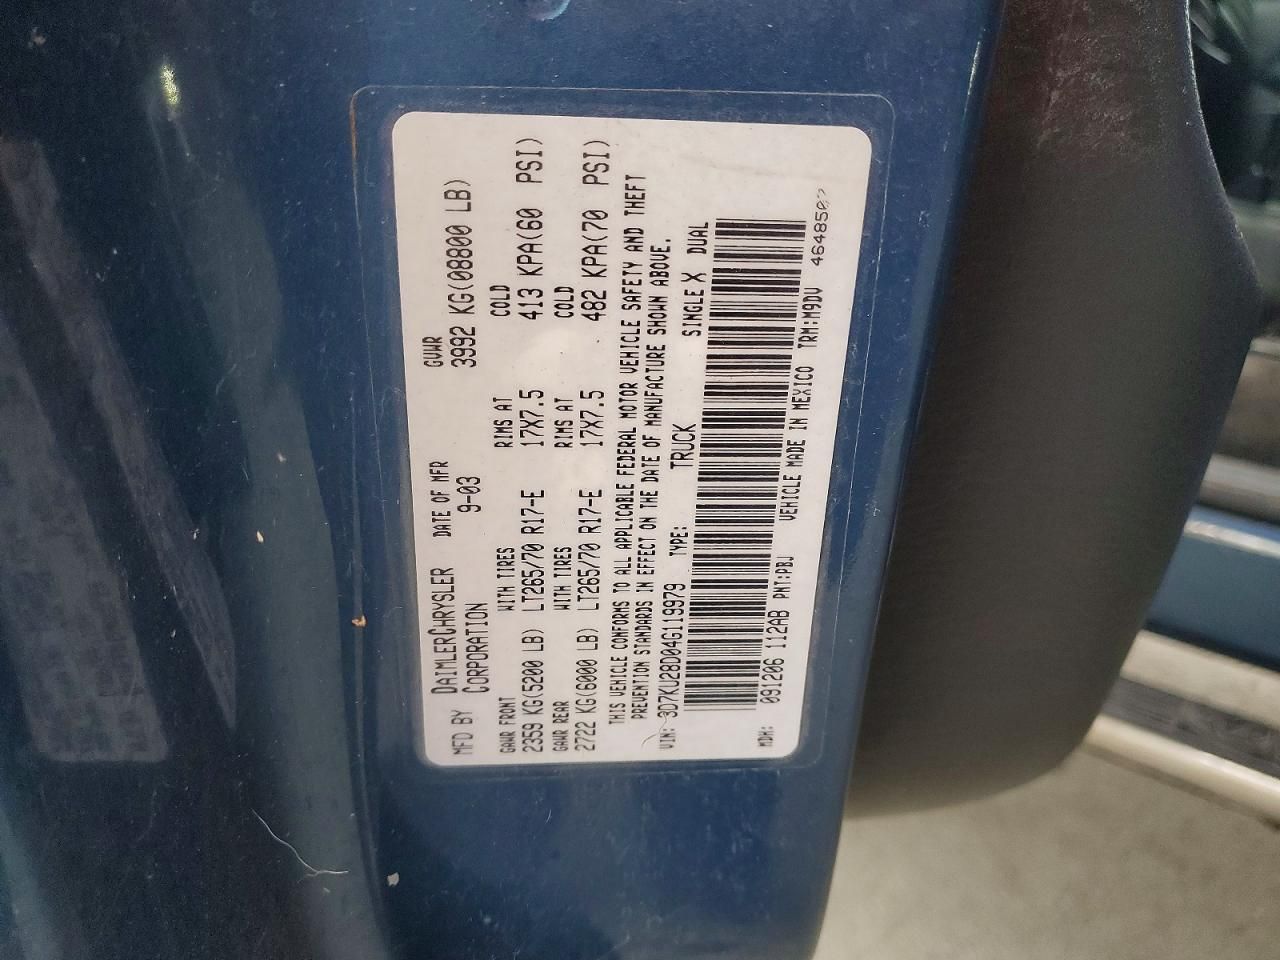 MFD BY DAIMLERCHRYSLER CORPORATION DATE OF MFR 9-03 GVWR 3992 KG(08800 LB)
GAWR FRONT WITH TIRES RIMS AT COLD
2359 KG(5200 LB) LT265/70 R17-E 17X7.5 413 KPA(60 PSI)
GAWR REAR WITH TIRES RIMS AT COLD
2722 KG(6000 LB) LT265/70 R17-E 17X7.5 482 KPA(70 PSI)
THIS VEHICLE CONFORMS TO ALL APPLICABLE FEDERAL MOTOR VEHICLE SAFETY AND THEFT
PREVENTION STANDARDS IN EFFECT ON THE DATE OF MANUFACTURE SHOWN ABOVE.
VIN: 3D7KU28D04G119979 TYPE: TRUCK SINGLE X DUAL
MDH: 091206 112AB PNT:PBJ VEHICLE MADE IN MEXICO TRM:M9DV 4648502